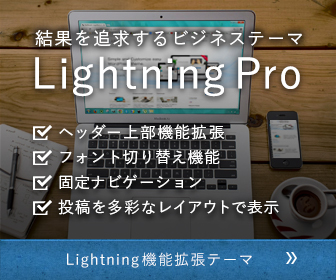 結果を追求するビジネステーマ
Lightning Pro
ヘッダー上部機能拡張
フォント切り替え機能
固定ナビゲーション
投稿を多彩なレイアウトで表示
Lightning機能拡張テーマ »